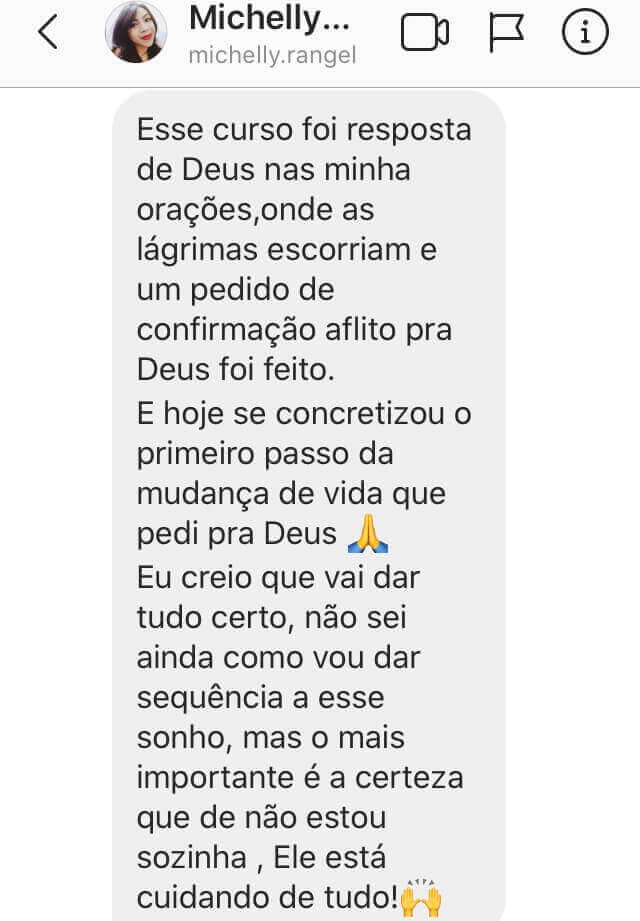 Michelly...
michelly.rangel
Esse curso foi resposta
de Deus nas minha
orações,onde as
lágrimas escorriam e
um pedido de
confirmação aflito pra
Deus foi feito.
E hoje se concretizou o
primeiro passo da
mudança de vida que
pedi pra Deus 🙏
Eu creio que vai dar
tudo certo, não sei
ainda como vou dar
sequência a esse
sonho, mas o mais
importante é a certeza
que de não estou
sozinha , Ele está
cuidando de tudo!🙌